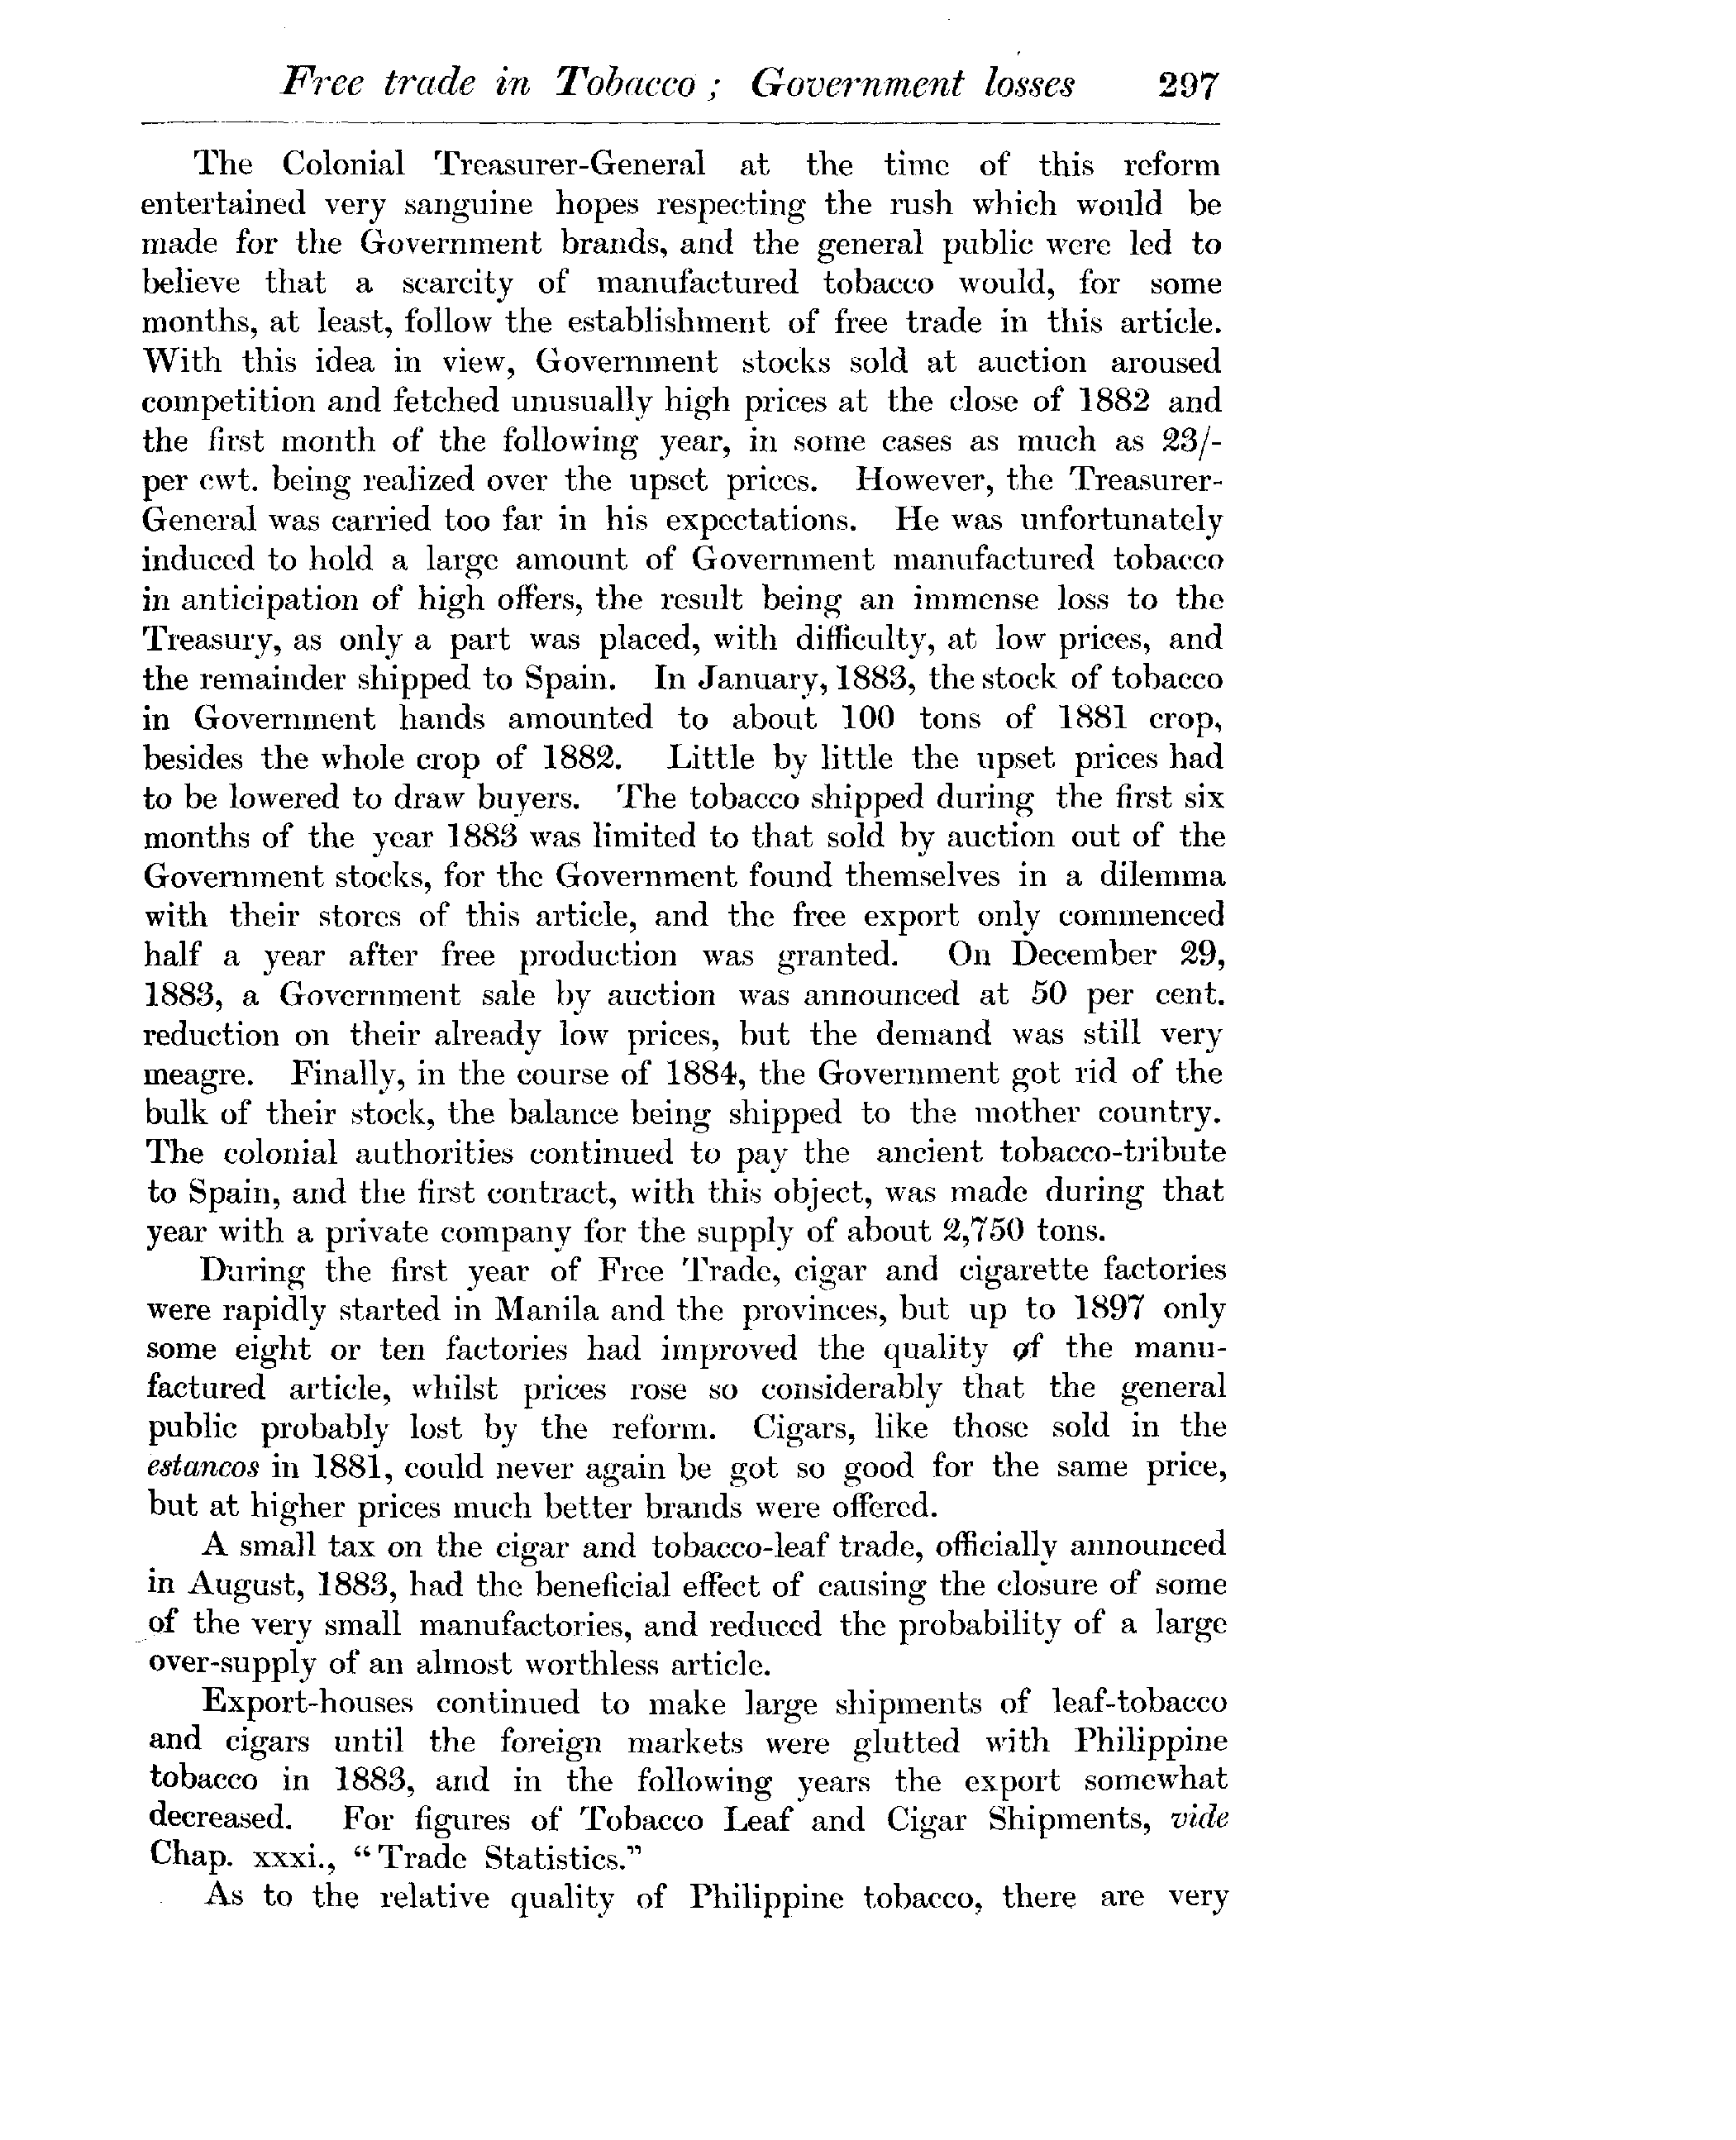 Free trade in Tobacco ; Government losses 297
The Colonial Treasurer-General at the time of this reform
entertained very sanguine hopes respecting the rush which would be
made for the Government brands, and the general public were led to
believe that a scarcity of manufactured tobacco would, for some
months, at least, follow the establishment of free trade in this article.
With this idea in view, Government stocks sold at auction aroused
competition and fetched unusually high prices at the close of 1882 and
the first month of the following year, in some cases as much as 23/-
per cwt. being realized over the upset prices. However, the Treasurer-
General was carried too far in his expectations. He was unfortunately
induced to hold a large amount of Government manufactured tobacco
in anticipation of high offers, the result being an immense loss to the
Treasury, as only a part was placed, with difficulty, at low prices, and
the remainder shipped to Spain. In January, 1883, the stock of tobacco
in Government hands amounted to about 100 tons of 1881 crop,
besides the whole crop of 1882. Little by little the upset prices had
to be lowered to draw buyers. The tobacco shipped during the first six
months of the year 1883 was limited to that sold by auction out of the
Government stocks, for the Government found themselves in a dilemma
with their stores of this article, and the free export only commenced
half a year after free production was granted. On December 29,
1883, a Government sale by auction was announced at 50 per cent.
reduction on their already low prices, but the demand was still very
meagre. Finally, in the course of 1884, the Government got rid of the
bulk of their stock, the balance being shipped to the mother country.
The colonial authorities continued to pay the ancient tobacco-tribute
to Spain, and the first contract, with this object, was made during that
year with a private company for the supply of about 2,750 tons.
During the first year of Free Trade, cigar and cigarette factories
were rapidly started in Manila and the provinces, but up to 1897 only
some eight or ten factories had improved the quality of the manu-
factured article, whilst prices rose so considerably that the general
public probably lost by the reform. Cigars, like those sold in the
estancos in 1881, could never again be got so good for the same price,
but at higher prices much better brands were offered.
A small tax on the cigar and tobacco-leaf trade, officially announced
in August, 1883, had the beneficial effect of causing the closure of some
of the very small manufactories, and reduced the probability of a large
over-supply of an almost worthless article.
Export-houses continued to make large shipments of leaf-tobacco
and cigars until the foreign markets were glutted with Philippine
tobacco in 1883, and in the following years the export somewhat
decreased. For figures of Tobacco Leaf and Cigar Shipments, vide
Chap. xxxi., "Trade Statistics."
As to the relative quality of Philippine tobacco, there are very